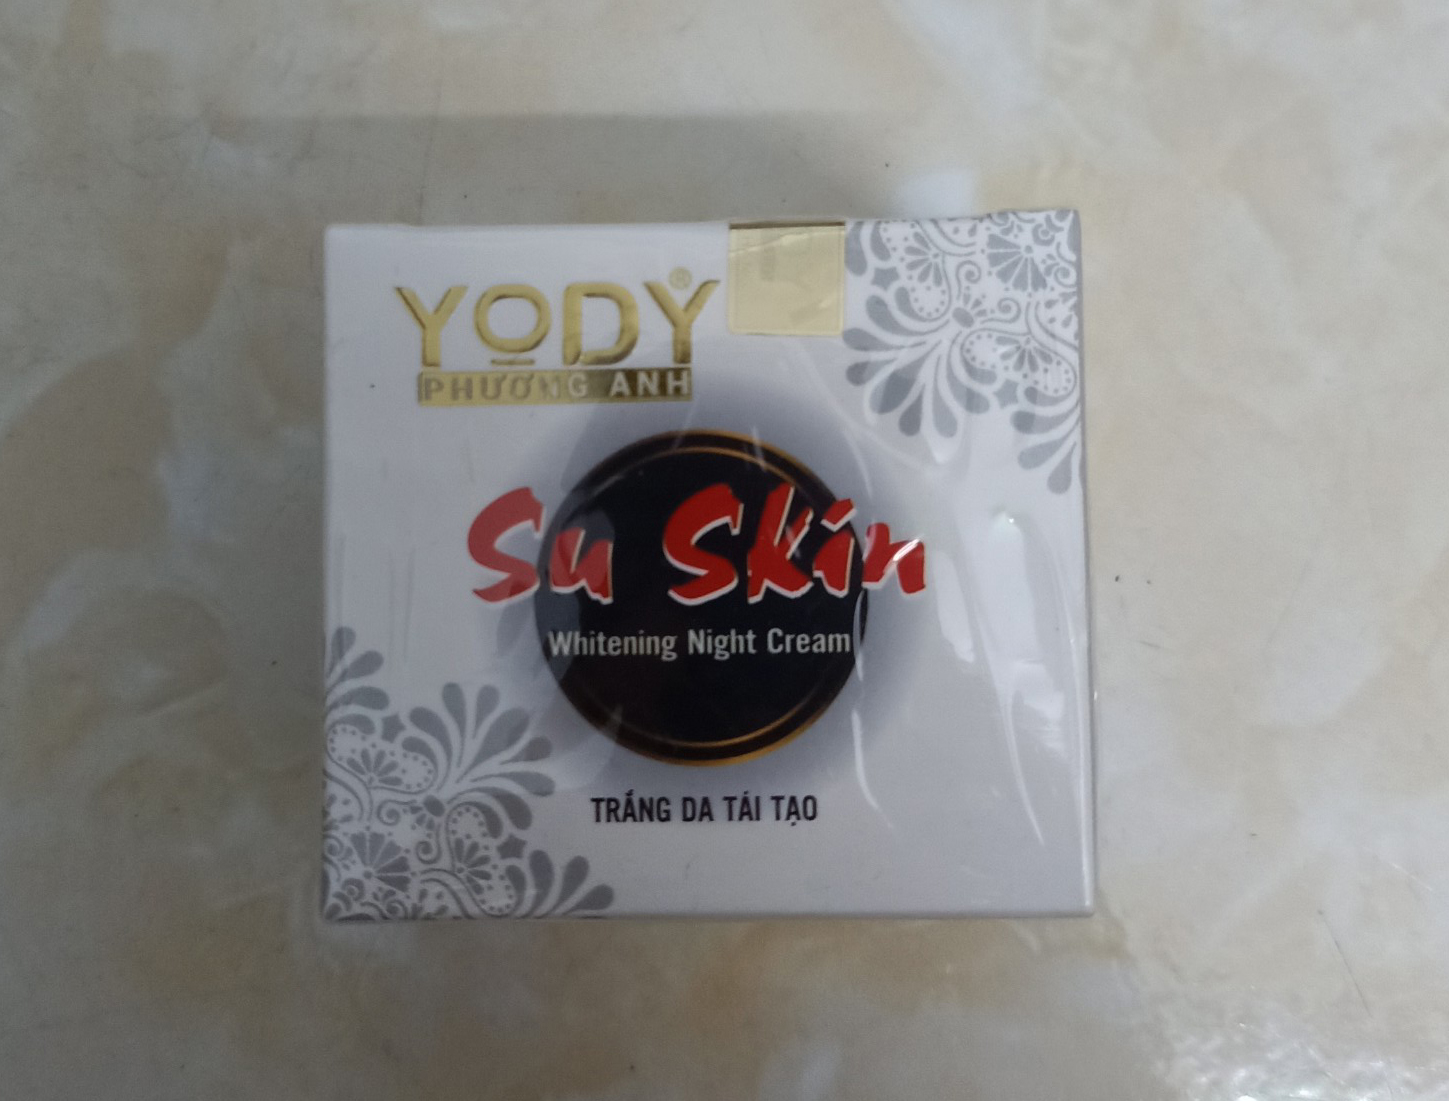 YODY®
PHƯƠNG ANH
Su Skin
Whitening Night Cream
TRẮNG DA TÁI TẠO